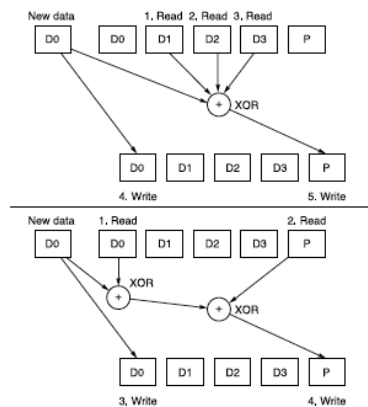 New data 1. Read 2. Read 3. Read
D0 D0 D1 D2 D3 P
+ XOR
D0 D1 D2 D3 P
4. Write 5. Write
New data 1. Read 2. Read
D0 D0 D1 D2 D3 P
XOR
+ + XOR
D0 D1 D2 D3 P
3. Write 4. Write